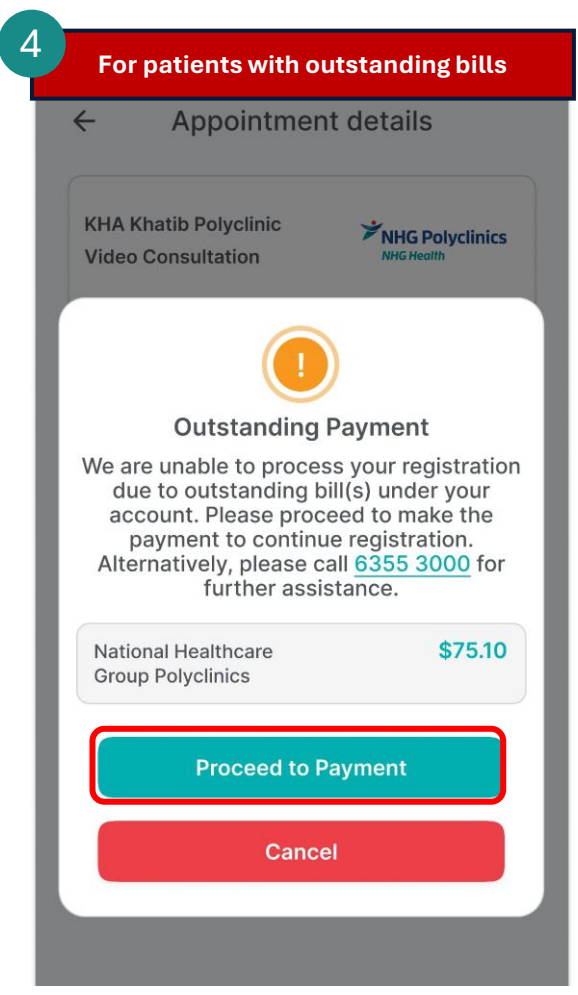 4
For patients with outstanding bills
← Appointment details
KHA Khatib Polyclinic
Video Consultation
NHG Polyclinics
NHG Health
!
Outstanding Payment
We are unable to process your registration
due to outstanding bill(s) under your
account. Please proceed to make the
payment to continue registration.
Alternatively, please call 6355 3000 for
further assistance.
National Healthcare
Group Polyclinics
$75.10
Proceed to Payment
Cancel